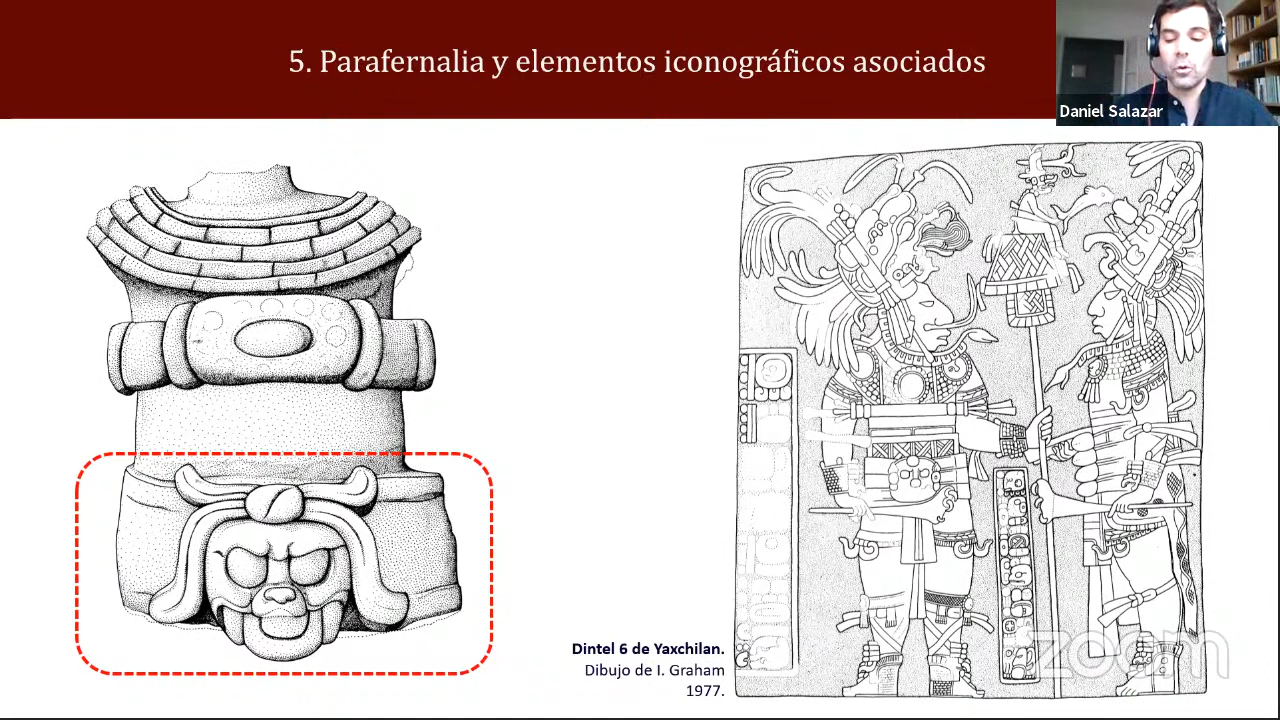 5. Parafernalia y elementos iconográficos asociados
Daniel Salazar
Dintel 6 de Yaxchilan.
Dibujo de I. Graham
1977.
zoom